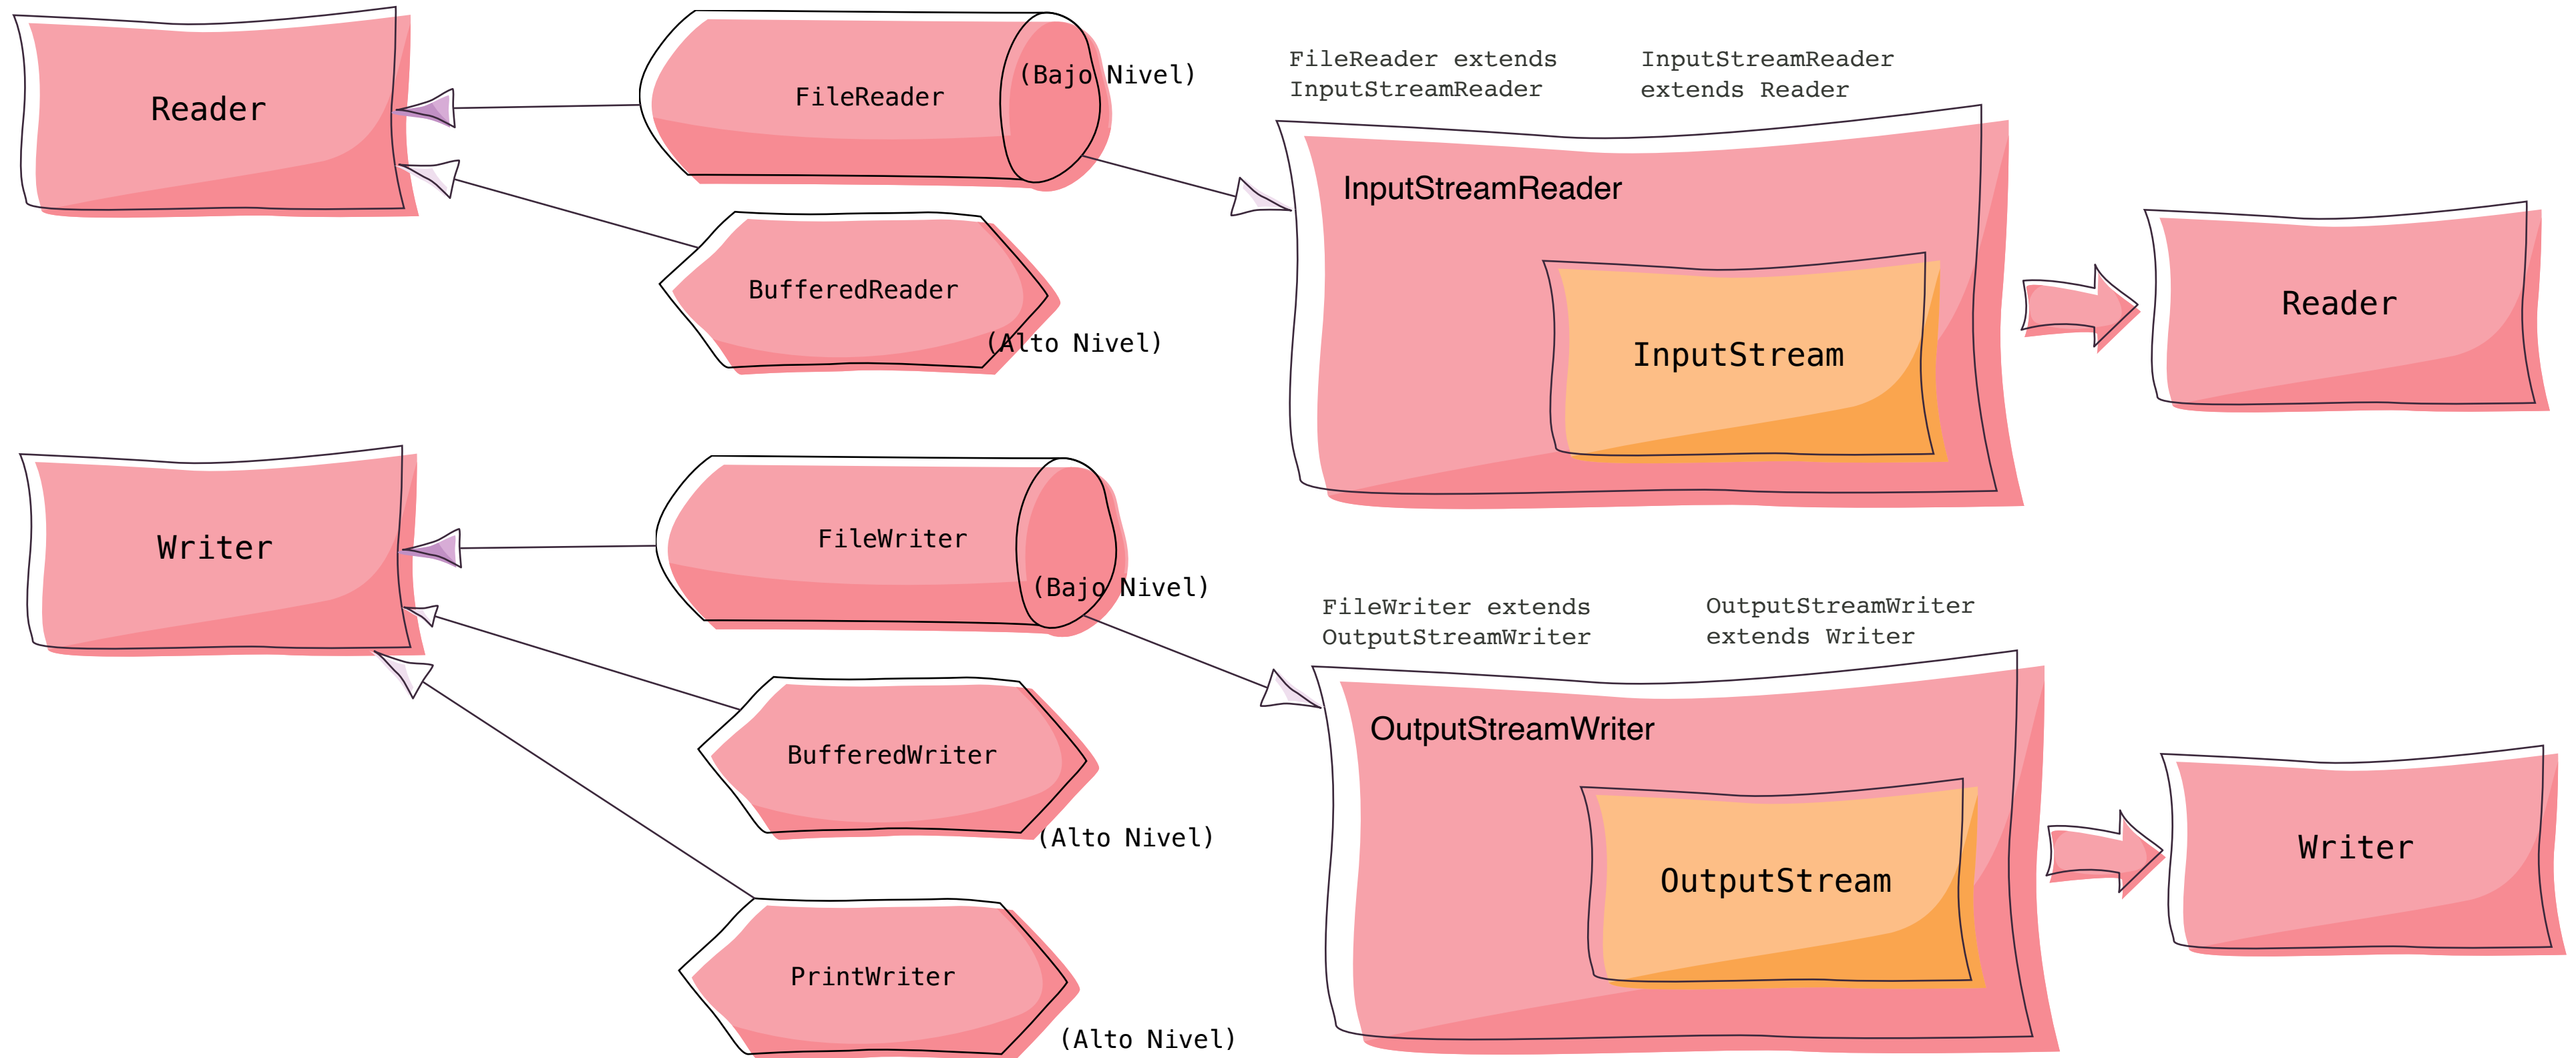 Reader
FileReader
(Bajo Nivel)
BufferedReader
(Alto Nivel)
FileReader extends
InputStreamReader
InputStreamReader
extends Reader
InputStreamReader
InputStream
Reader
Writer
FileWriter
(Bajo Nivel)
BufferedWriter
(Alto Nivel)
PrintWriter
(Alto Nivel)
FileWriter extends
OutputStreamWriter
OutputStreamWriter
extends Writer
OutputStreamWriter
OutputStream
Writer